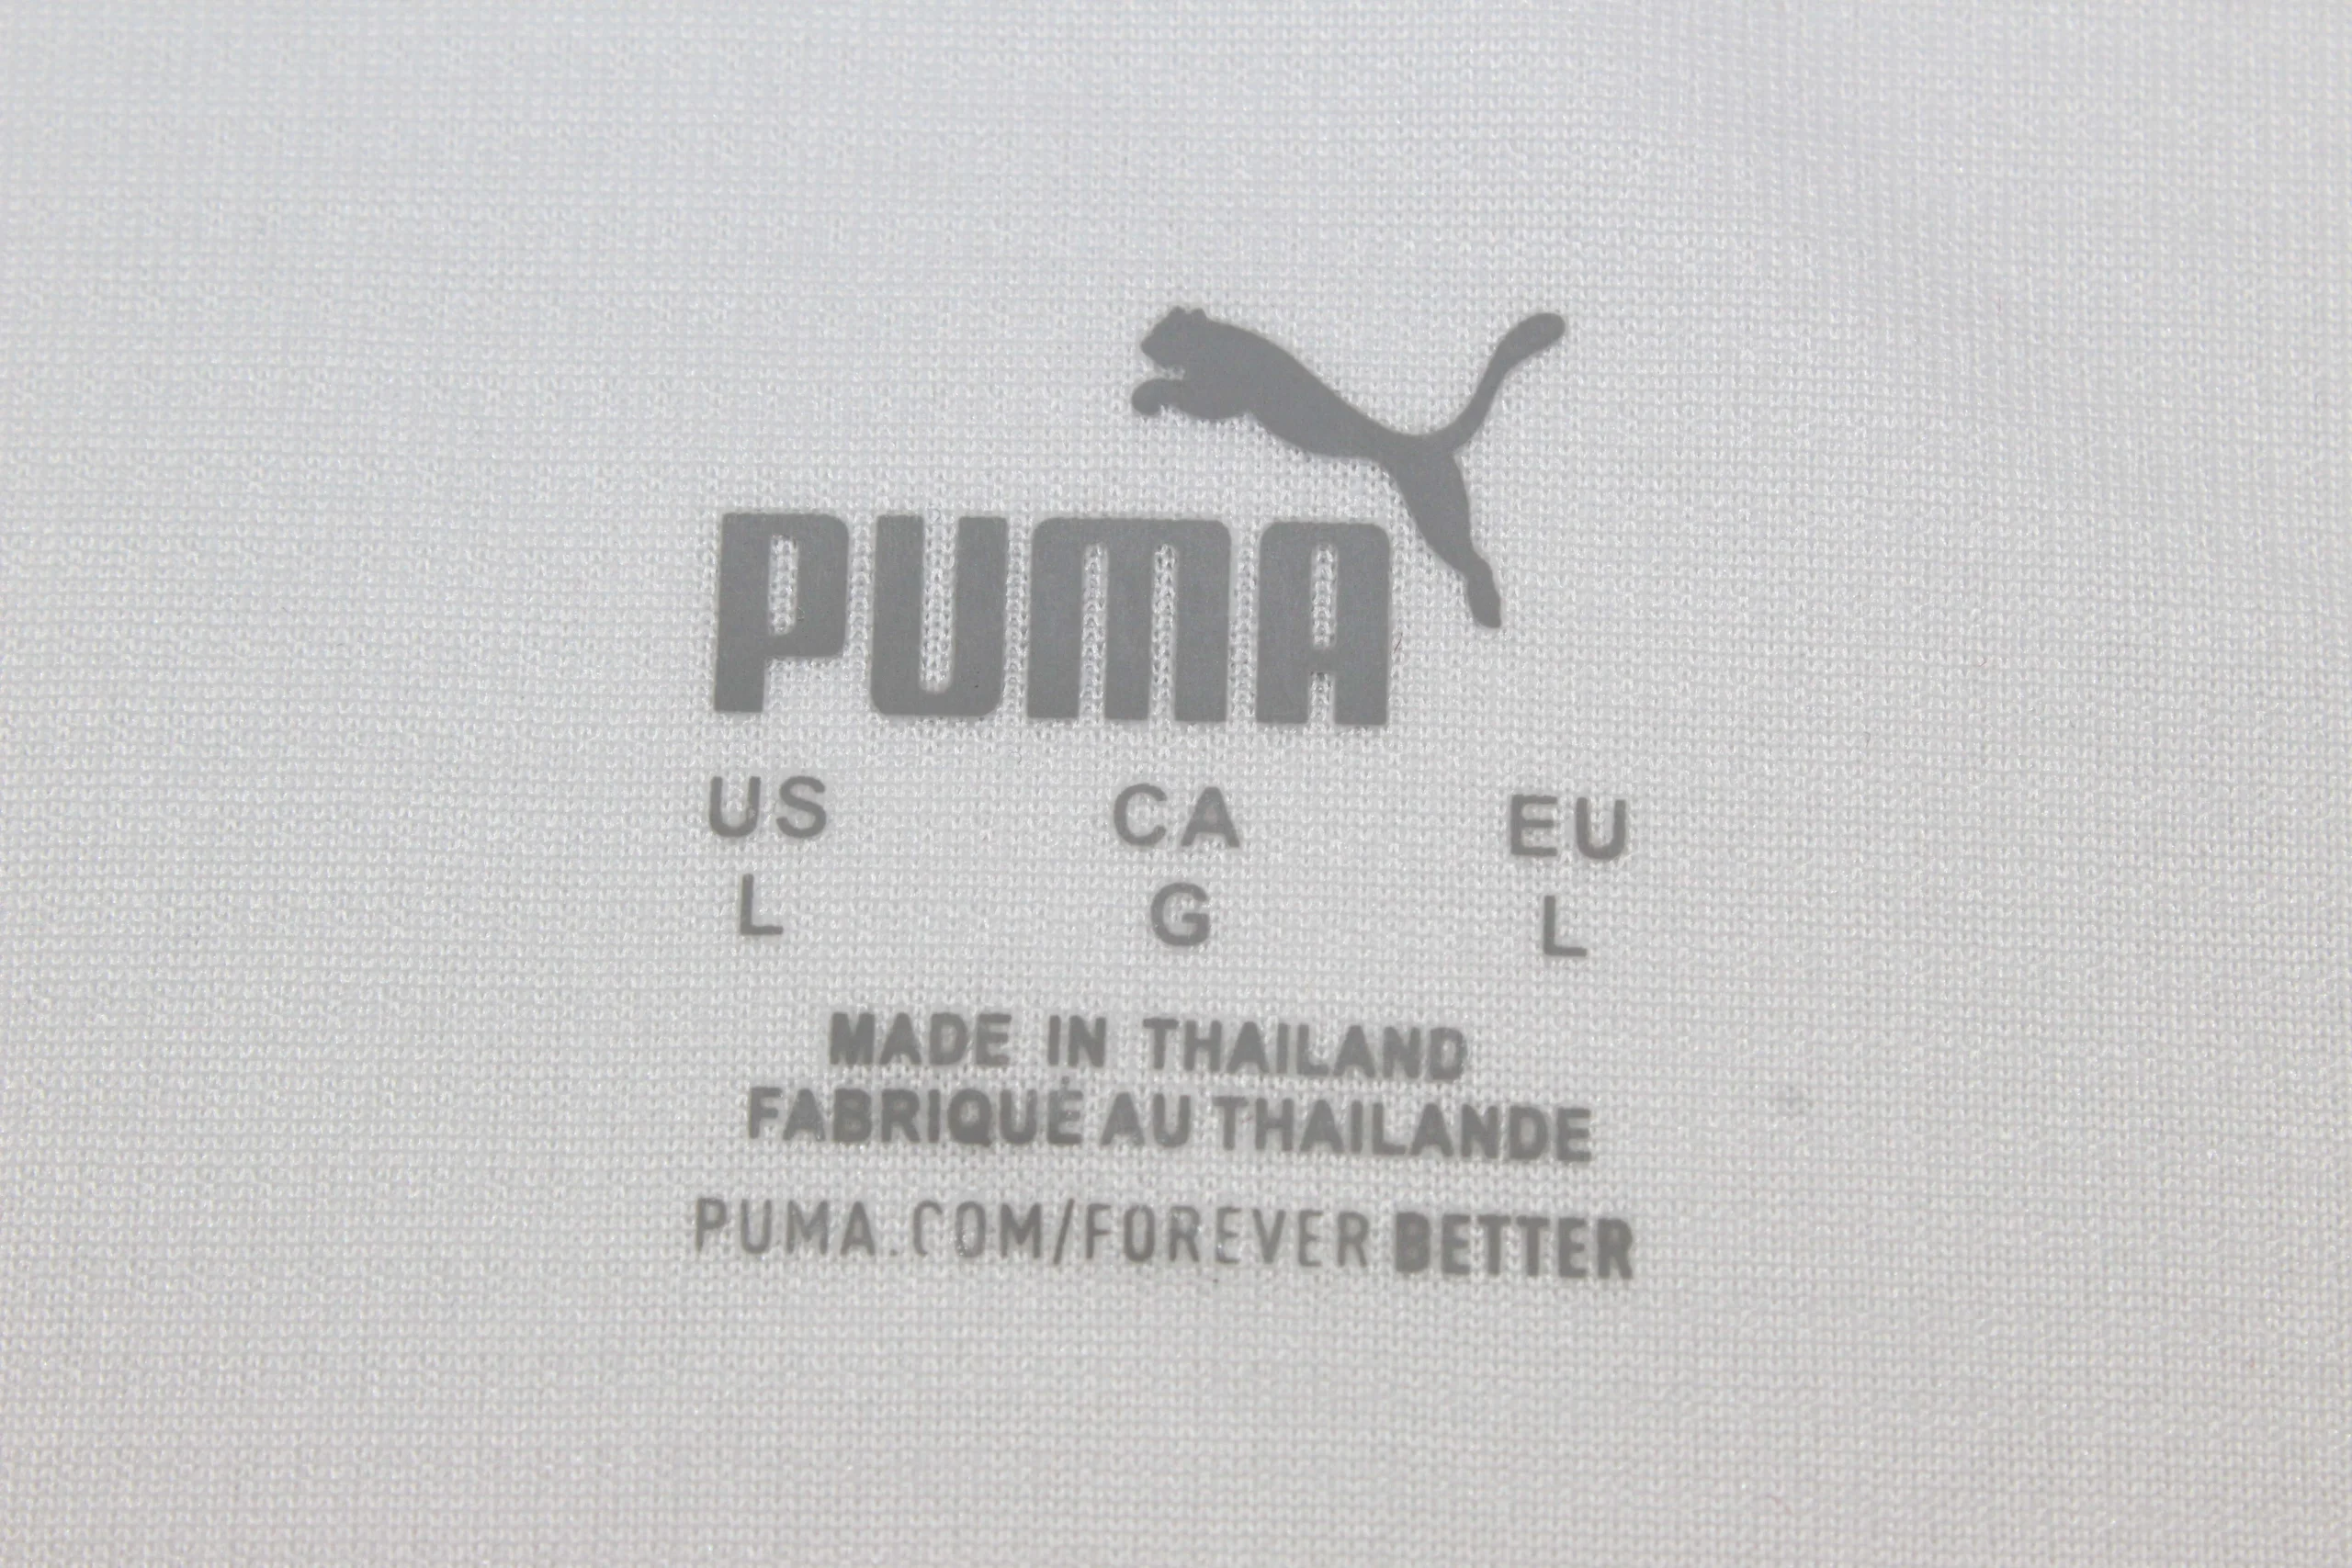 PUMA
US CA EU
L G L
MADE IN THAILAND
FABRIQUÉ AU THAILANDE
PUMA.COM/FOREVER BETTER